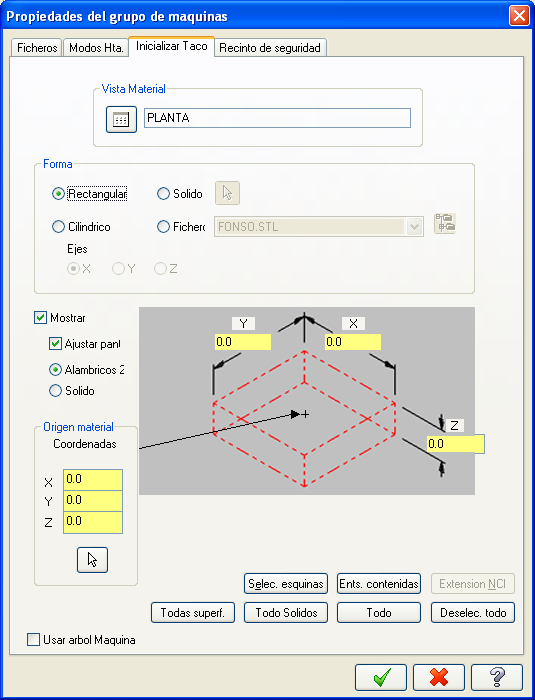 Propiedades del grupo de maquinas
Ficheros Modos Hta. Inicializar Taco Recinto de seguridad
Vista Material
PLANTA
Forma
Rectangular Solido
Cilindrico Fichero FONSO.STL
Ejes
X Y Z
Mostrar
Ajustar pant
Alambricos 2
Solido
Y X
0.0 0.0
Z
0.0
Origen material
Coordenadas
X 0.0
Y 0.0
Z 0.0
Selec. esquinas Ents. contenidas Extension NCI
Todas superf. Todo Solidos Todo Deselec. todo
Usar arbol Maquina